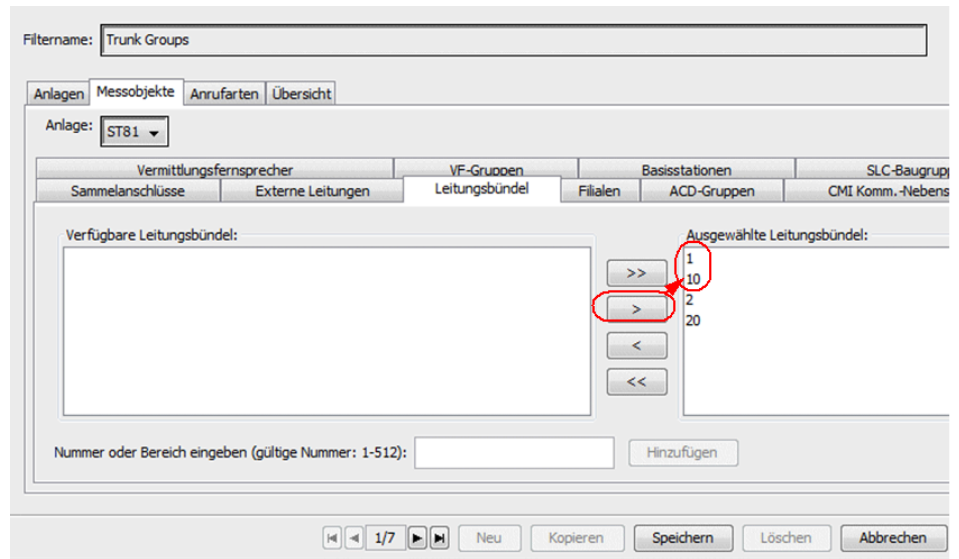 Filtername: Trunk Groups
Anlagen Messobjekte Anrufarten Übersicht
Anlage: ST81
Vermittlungsfernsprecher VF-Gruppen Basisstationen SLC-Baugrup
Sammelanschlüsse Externe Leitungen Leitungsbündel Filialen ACD-Gruppen CMI Komm.-Nebens
Verfügbare Leitungsbündel: Ausgewählte Leitungsbündel:
>> 1
10
> 2
20
<
<<
Nummer oder Bereich eingeben (gültige Nummer: 1-512): Hinzufügen
1/7 Neu Kopieren Speichern Löschen Abbrechen